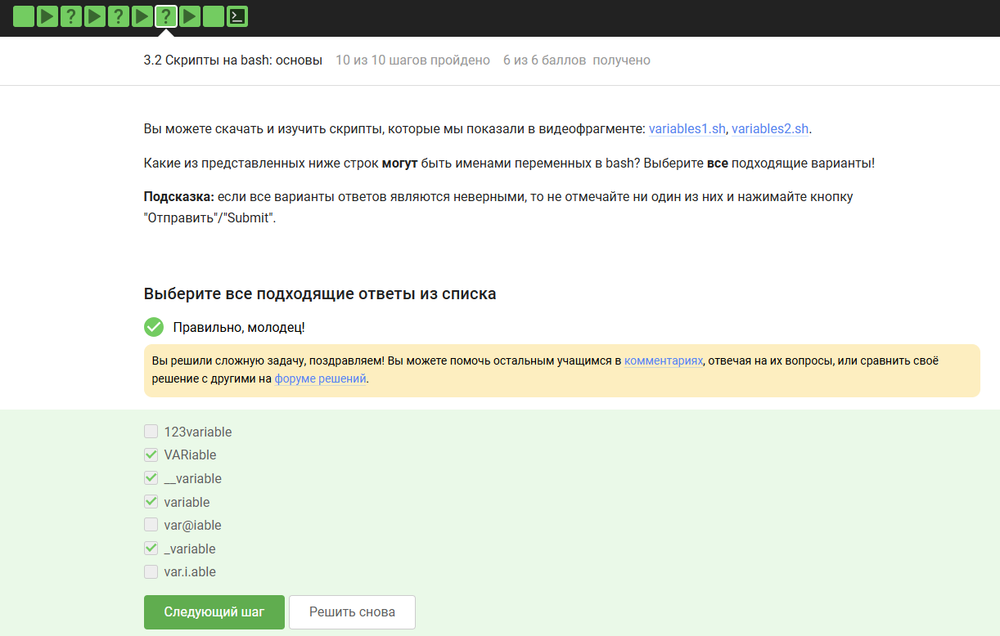 ? ? ?
3.2 Скрипты на bash: основы 10 из 10 шагов пройдено 6 из 6 баллов получено
Вы можете скачать и изучить скрипты, которые мы показали в видеофрагменте: variables1.sh, variables2.sh.
Какие из представленных ниже строк могут быть именами переменных в bash? Выберите все подходящие варианты!
Подсказка: если все варианты ответов являются неверными, то не отмечайте ни один из них и нажимайте кнопку
"Отправить"/"Submit".
Выберите все подходящие ответы из списка
Правильно, молодец!
Вы решили сложную задачу, поздравляем! Вы можете помочь остальным учащимся в комментариях, отвечая на их вопросы, или сравнить своё
решение с другими на форуме решений.
123variable
VARiable
__variable
variable
var@iable
_variable
var.i.able
Следующий шаг Решить снова